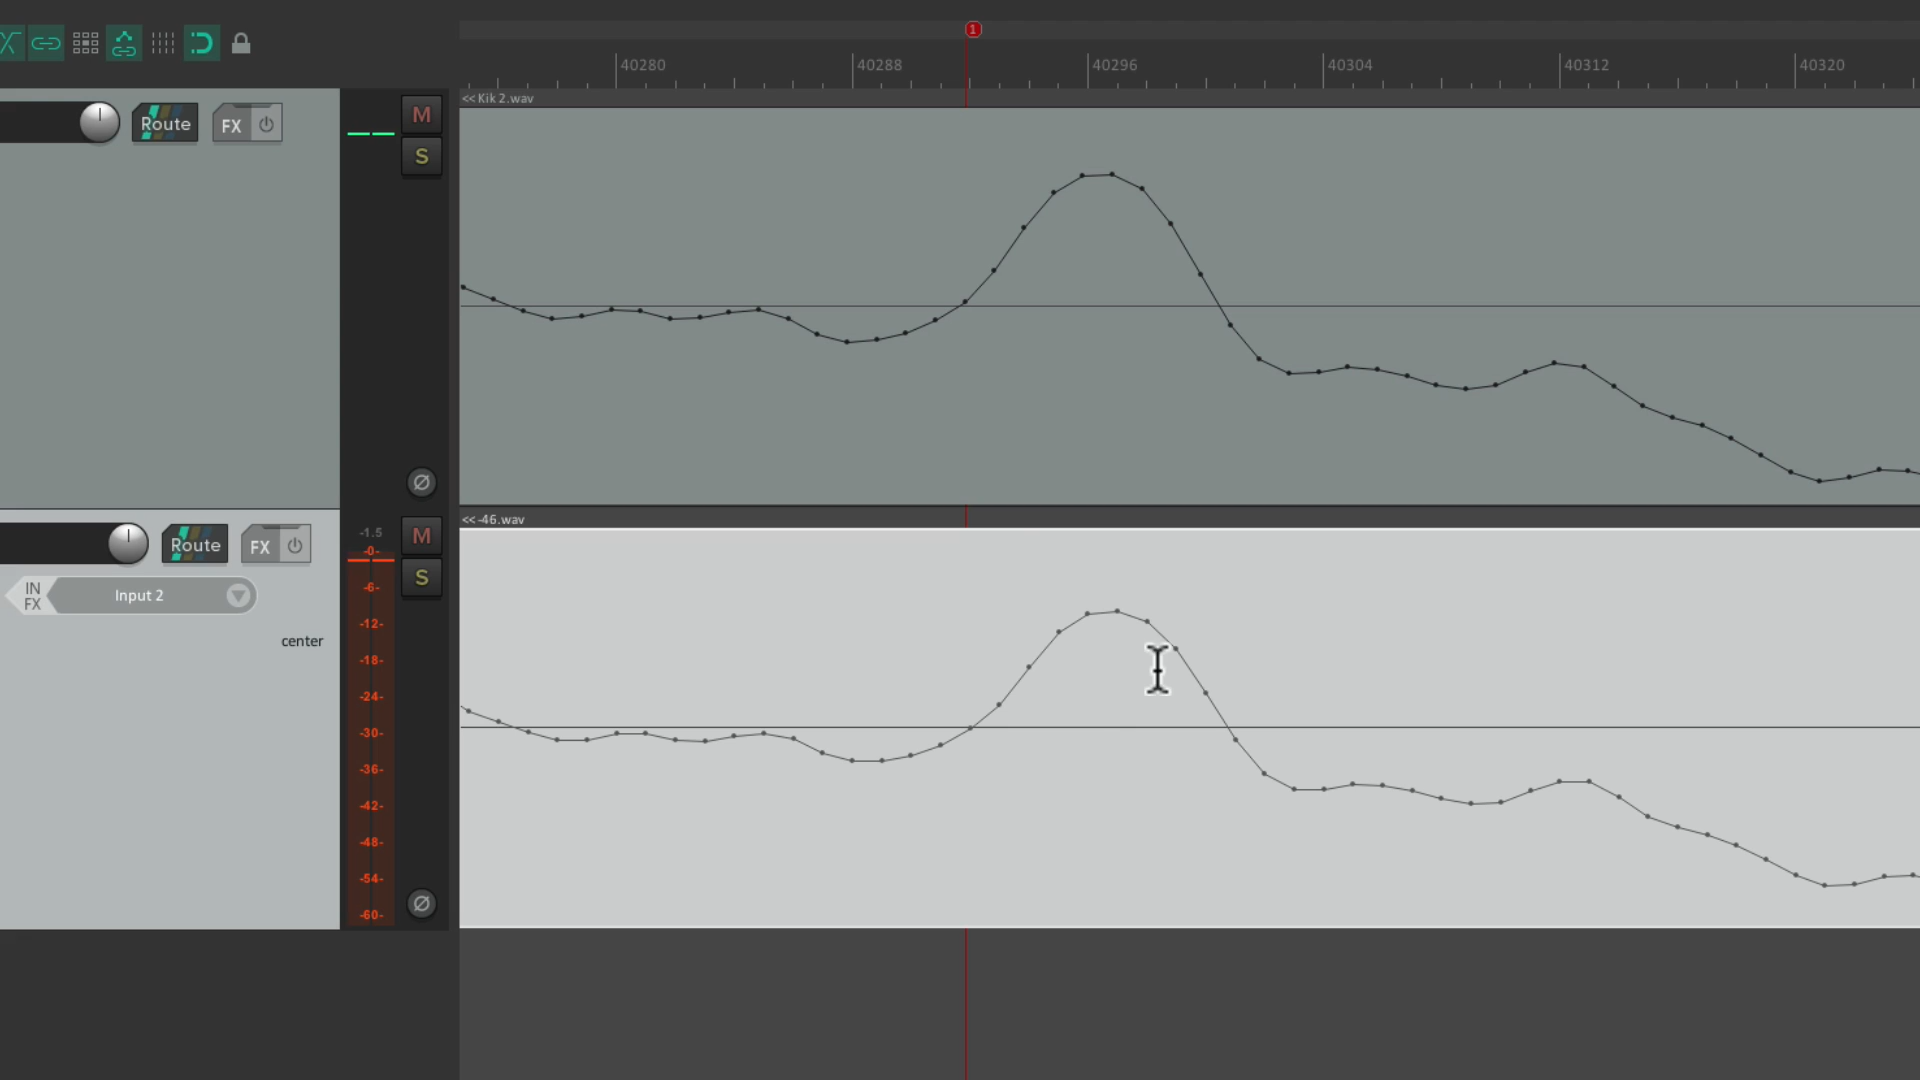 1
40280 40288 40296 40304 40312 40320
<< Kik 2.wav
Route FX M
S
Ø
<< -46.wav
-1.5 M
Route FX -0-
S
-6-
IN FX Input 2
-12-
center
-18-
-24-
-30-
-36-
-42-
-48-
-54-
Ø
-60-